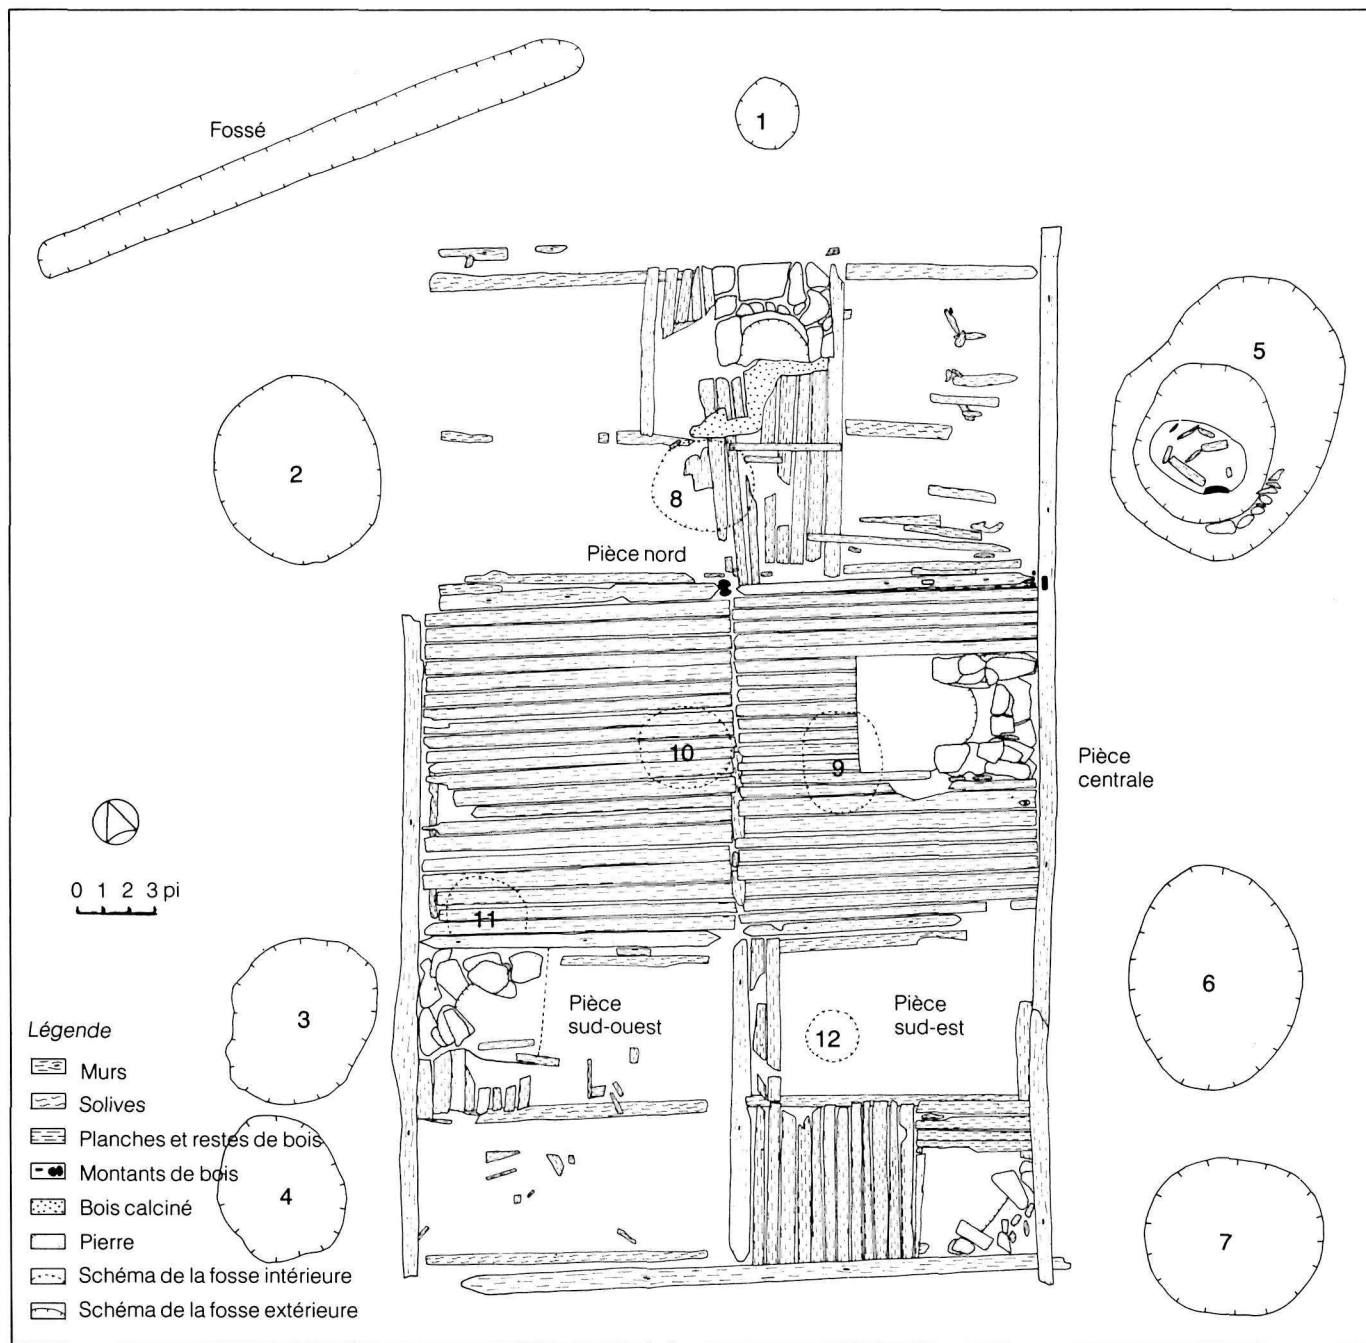 Fossé
1
5
2
8
Pièce nord
10
9
Pièce
centrale
0 1 2 3 pi
11
3
Pièce
sud-ouest
12
Pièce
sud-est
6
Légende
Murs
Solives
Planches et restes de bois
Montants de bois
Bois calciné
Pierre
Schéma de la fosse intérieure
Schéma de la fosse extérieure
4
7